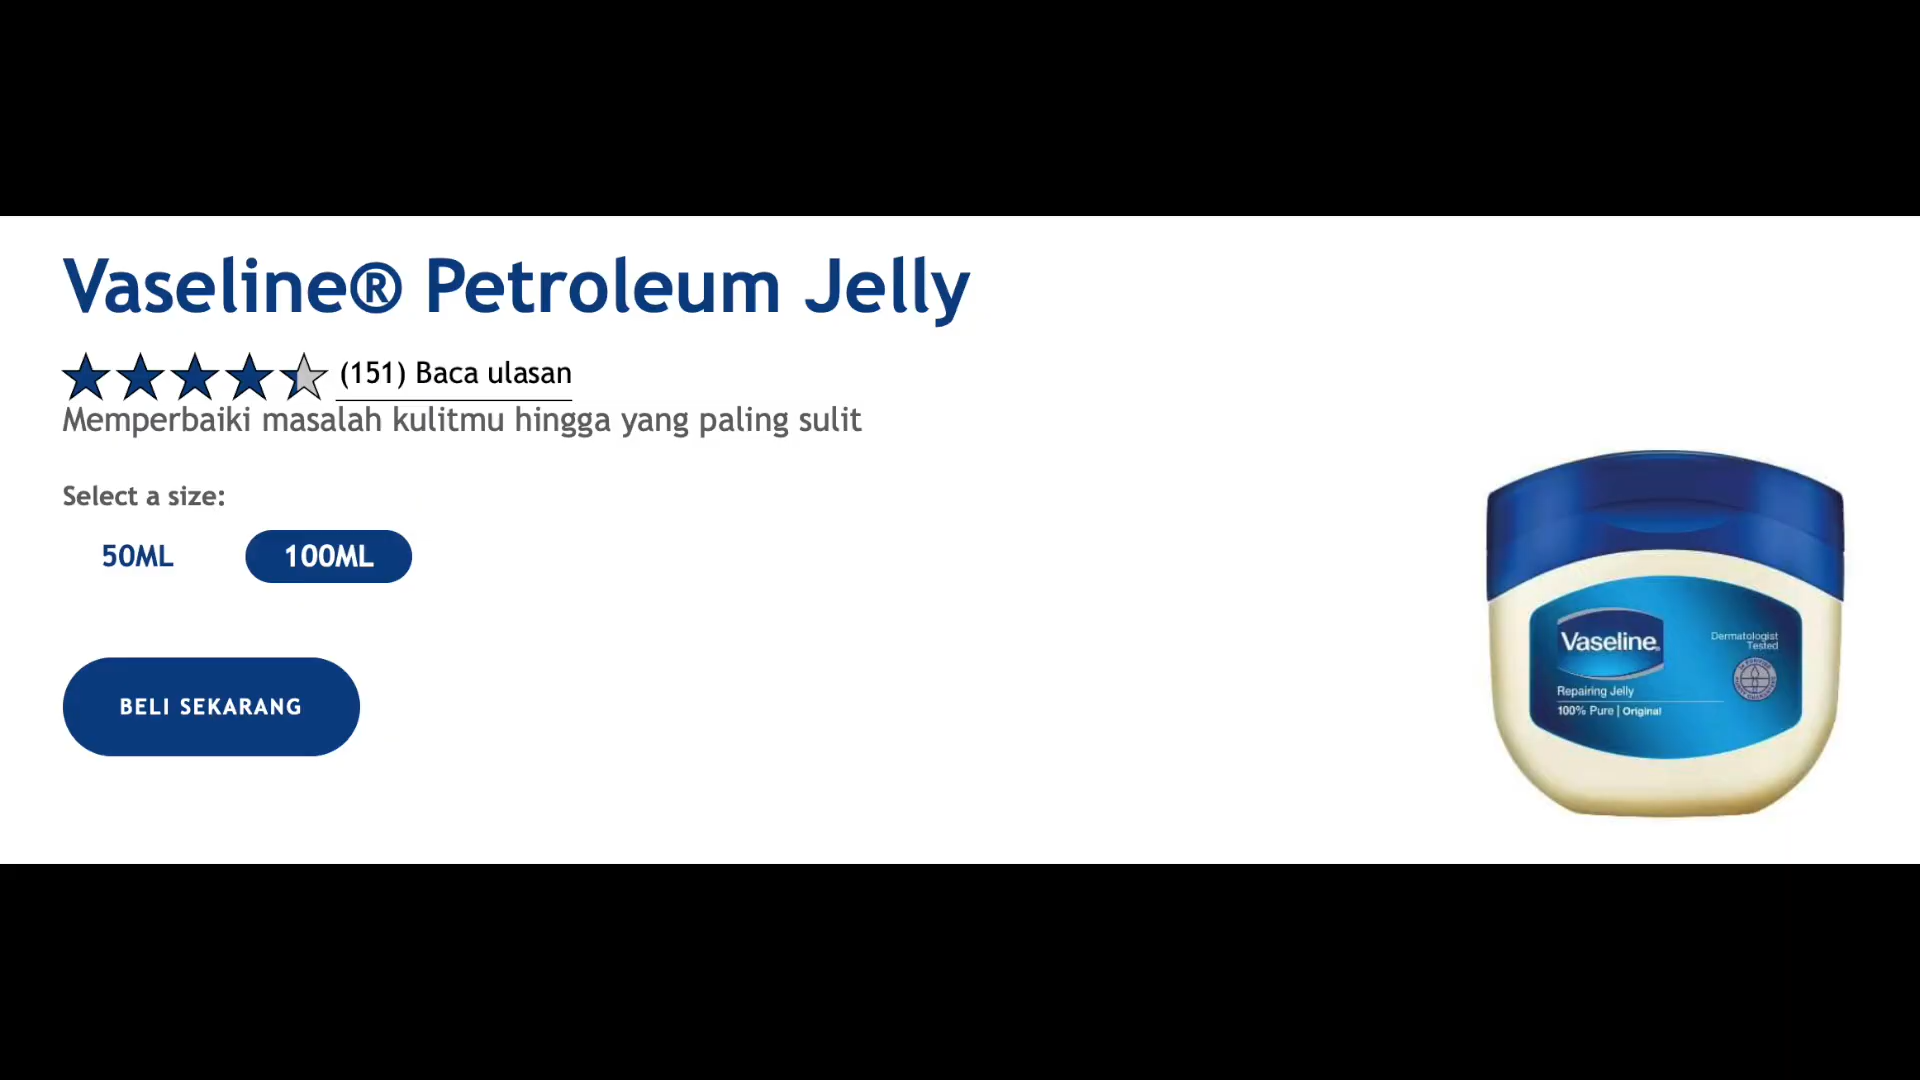 Vaseline® Petroleum Jelly
(151) Baca ulasan
Memperbaiki masalah kulitmu hingga yang paling sulit
Select a size:
50ML 100ML
BELI SEKARANG
Vaseline
Dermatologist
Tested
Repairing Jelly
100% Pure | Original